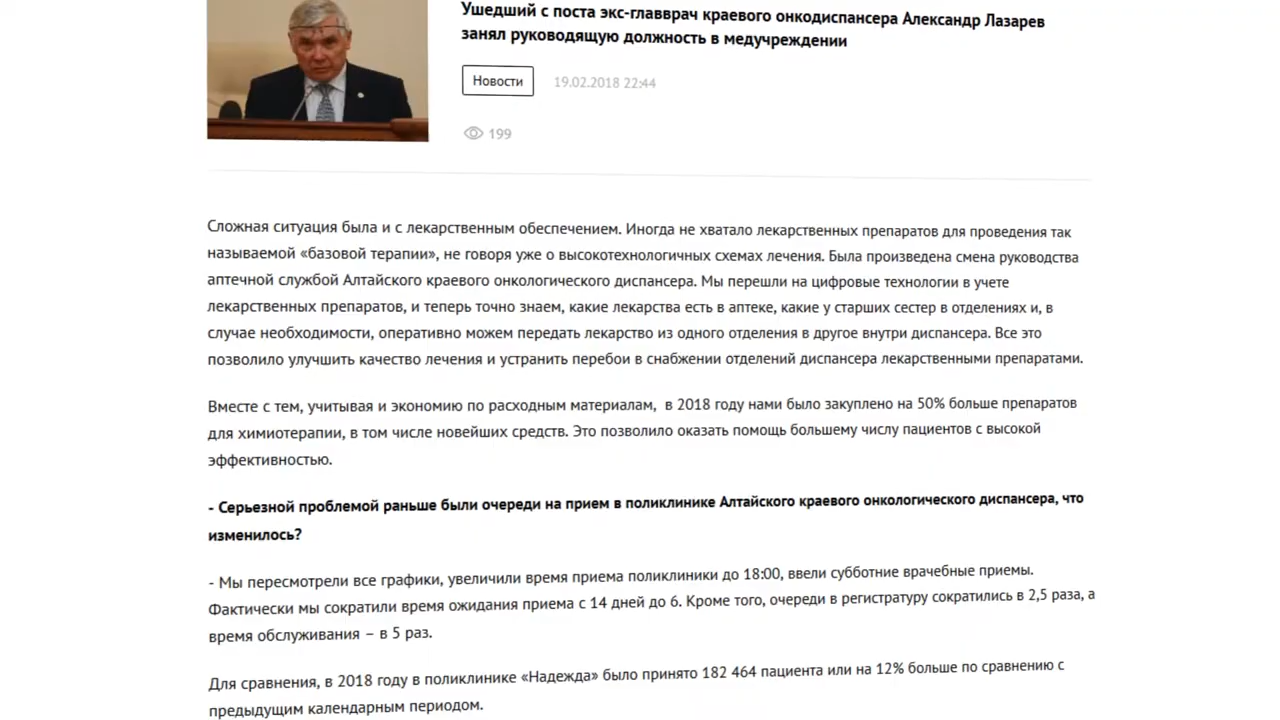 Ушедший с поста экс-главврач краевого онкодиспансера Александр Лазарев
занял руководящую должность в медучреждении
Новости 19.02.2018 22:44
199
Сложная ситуация была и с лекарственным обеспечением. Иногда не хватало лекарственных препаратов для проведения так
называемой «базовой терапии», не говоря уже о высокотехнологичных схемах лечения. Была произведена смена руководства
аптечной службой Алтайского краевого онкологического диспансера. Мы перешли на цифровые технологии в учете
лекарственных препаратов, и теперь точно знаем, какие лекарства есть в аптеке, какие у старших сестер в отделениях и, в
случае необходимости, оперативно можем передать лекарство из одного отделения в другое внутри диспансера. Все это
позволило улучшить качество лечения и устранить перебои в снабжении отделений диспансера лекарственными препаратами.
Вместе с тем, учитывая и экономию по расходным материалам, в 2018 году нами было закуплено на 50% больше препаратов
для химиотерапии, в том числе новейших средств. Это позволило оказать помощь большему числу пациентов с высокой
эффективностью.
- Серьезной проблемой раньше были очереди на прием в поликлинике Алтайского краевого онкологического диспансера, что
изменилось?
- Мы пересмотрели все графики, увеличили время приема поликлиники до 18:00, ввели субботние врачебные приемы.
Фактически мы сократили время ожидания приема с 14 дней до 6. Кроме того, очереди в регистратуру сократились в 2,5 раза, а
время обслуживания – в 5 раз.
Для сравнения, в 2018 году в поликлинике «Надежда» было принято 182 464 пациента или на 12% больше по сравнению с
предыдущим календарным периодом.